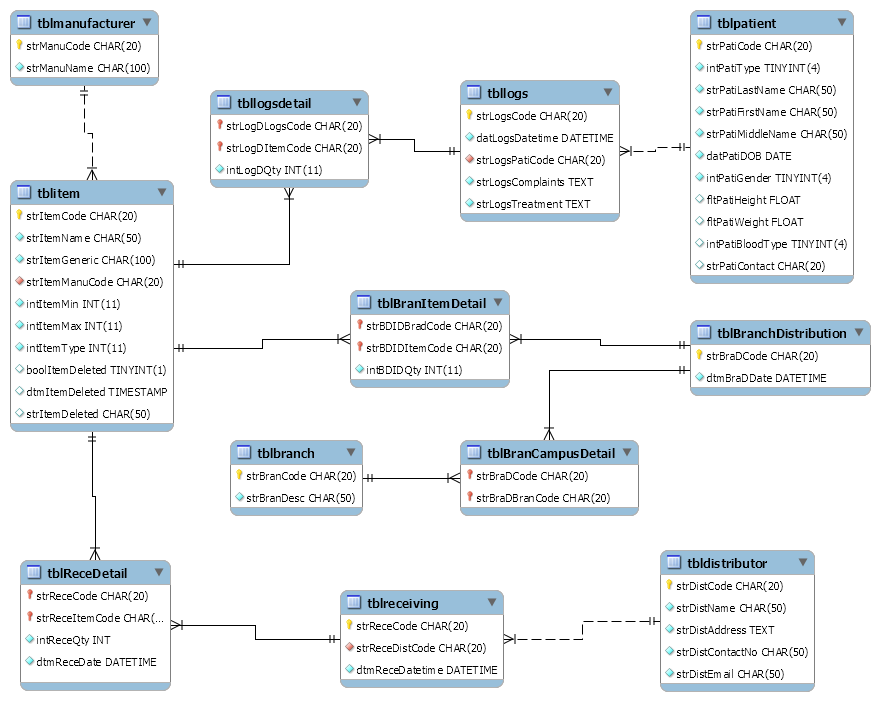 tblmanufacturer
strManuCode CHAR(20)
strManuName CHAR(100)
tbllogsdetail
strLogDLogsCode CHAR(20)
strLogDItemCode CHAR(20)
intLogDQty INT(11)
tbllogs
strLogsCode CHAR(20)
datLogsDatetime DATETIME
strLogsPatiCode CHAR(20)
strLogsComplaints TEXT
strLogsTreatment TEXT
tblpatient
strPatiCode CHAR(20)
intPatiType TINYINT(4)
strPatiLastName CHAR(50)
strPatiFirstName CHAR(50)
strPatiMiddleName CHAR(50)
datPatiDOB DATE
intPatiGender TINYINT(4)
fltPatiHeight FLOAT
fltPatiWeight FLOAT
intPatiBloodType TINYINT(4)
strPatiContact CHAR(20)
tblitem
strItemCode CHAR(20)
strItemName CHAR(50)
strItemGeneric CHAR(100)
strItemManuCode CHAR(20)
intItemMin INT(11)
intItemMax INT(11)
intItemType INT(11)
boolItemDeleted TINYINT(1)
dtmItemDeleted TIMESTAMP
strItemDeleted CHAR(50)
tblBranItemDetail
strBDIDBradCode CHAR(20)
strBDIDItemCode CHAR(20)
intBDIDQty INT(11)
tblBranchDistribution
strBraDCode CHAR(20)
dtmBraDDate DATETIME
tblbranch
strBranCode CHAR(20)
strBranDesc CHAR(50)
tblBranCampusDetail
strBraDCode CHAR(20)
strBraDBranCode CHAR(20)
tblReceDetail
strReceCode CHAR(20)
strReceItemCode CHAR(...
intReceQty INT
dtmReceDate DATETIME
tblreceiving
strReceCode CHAR(20)
strReceDistCode CHAR(20)
dtmReceDatetime DATETIME
tbldistributor
strDistCode CHAR(20)
strDistName CHAR(50)
strDistAddress TEXT
strDistContactNo CHAR(50)
strDistEmail CHAR(50)